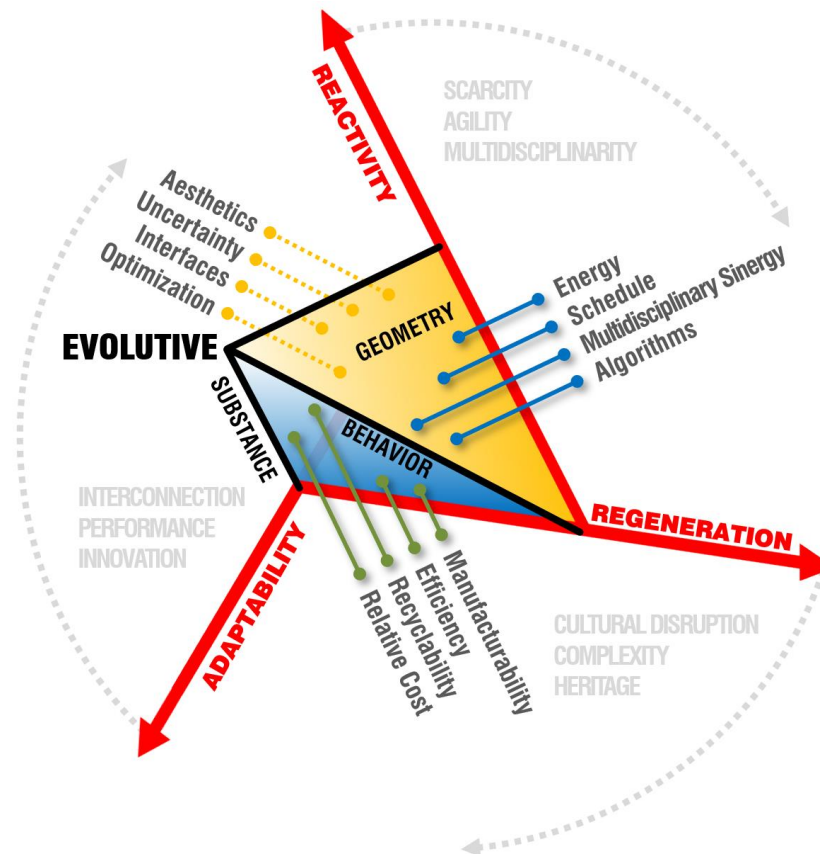 REACTIVITY
SCARCITY
AGILITY
MULTIDISCIPLINARITY
Aesthetics
Uncertainty
Interfaces
Optimization
Energy
Schedule
Multidisciplinary Sinergy
Algorithms
GEOMETRY
EVOLUTIVE
SUBSTANCE
BEHAVIOR
INTERCONNECTION
PERFORMANCE
INNOVATION
ADAPTABILITY
REGENERATION
Relative Cost
Recyclability
Efficiency
Manufacturability
CULTURAL DISRUPTION
COMPLEXITY
HERITAGE